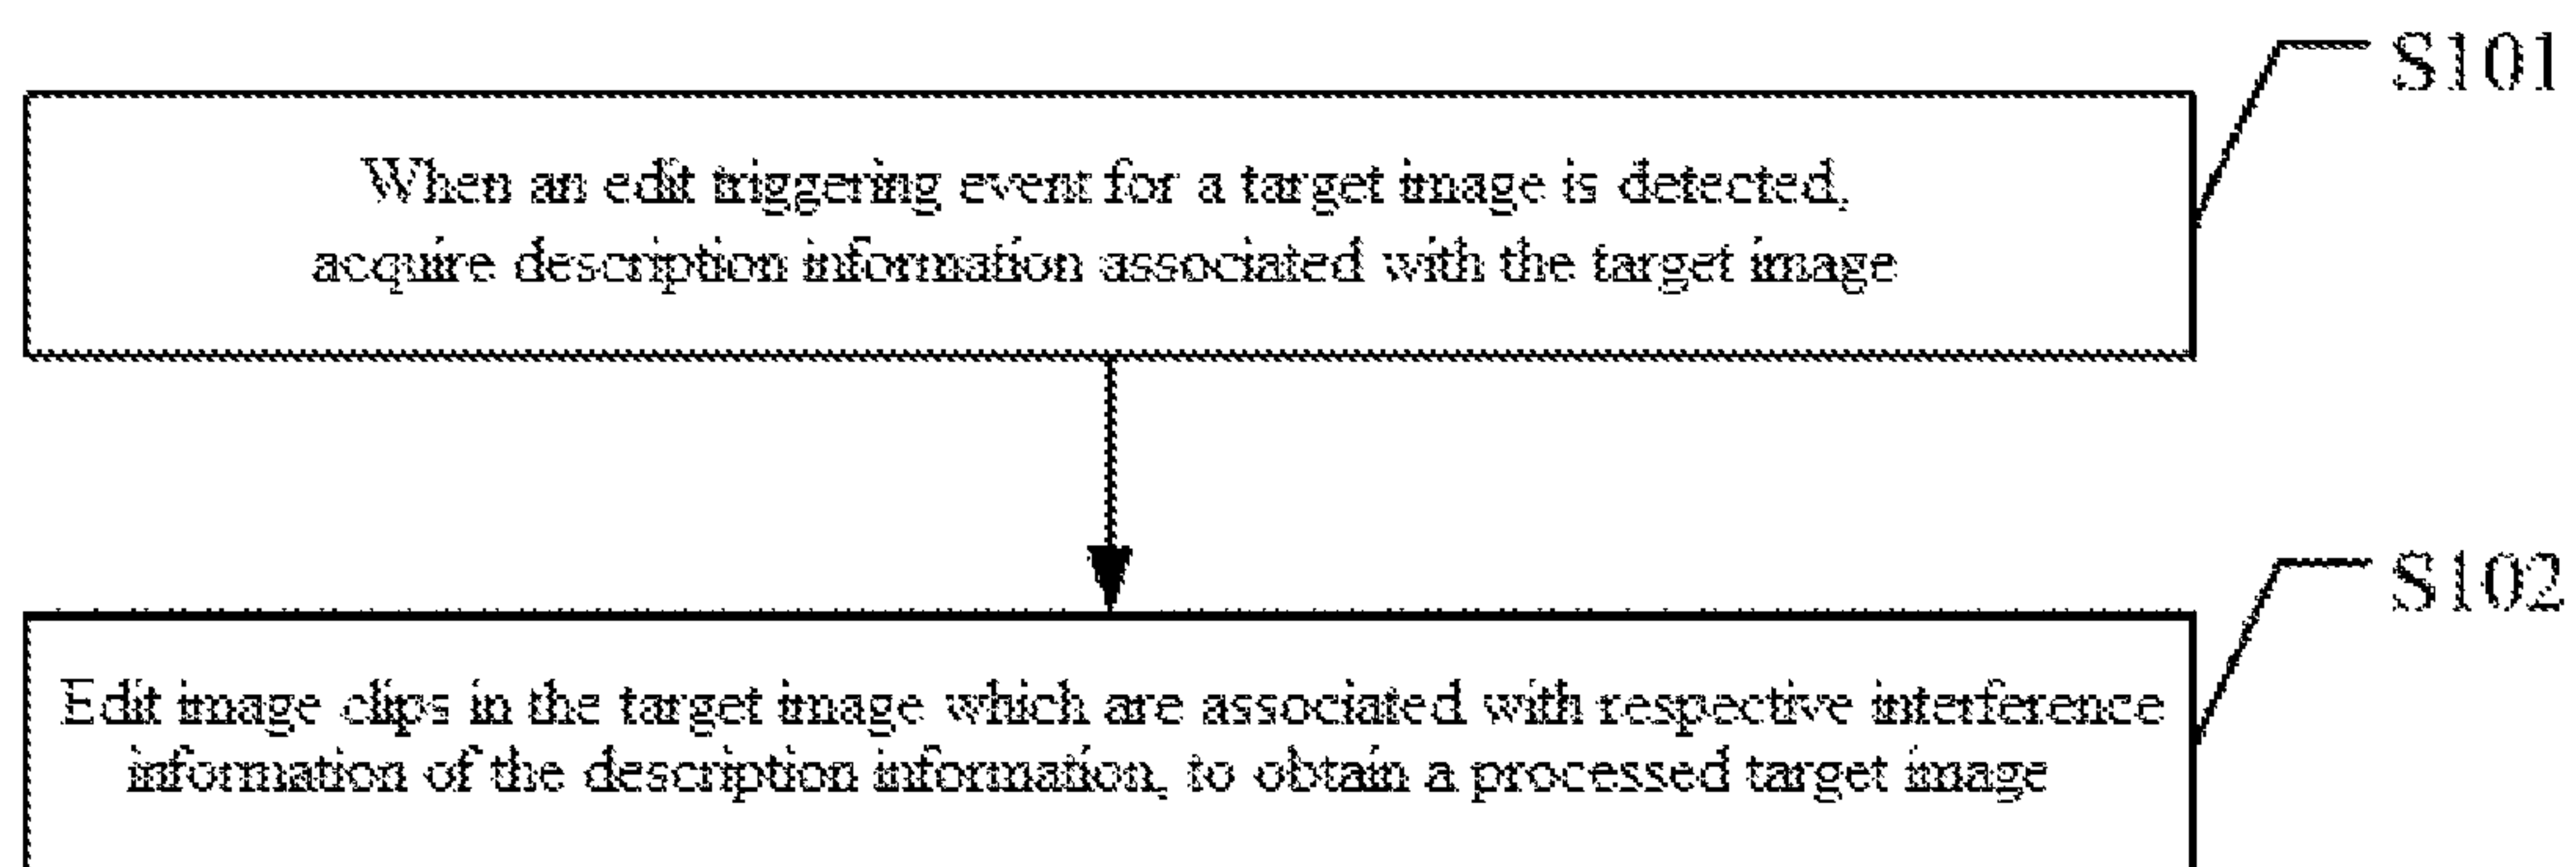 S101
When an edit triggering event for a target image is detected,
acquire description information associated with the target image
S102
Edit image clips in the target image which are associated with respective interference
information of the description information, to obtain a processed target image